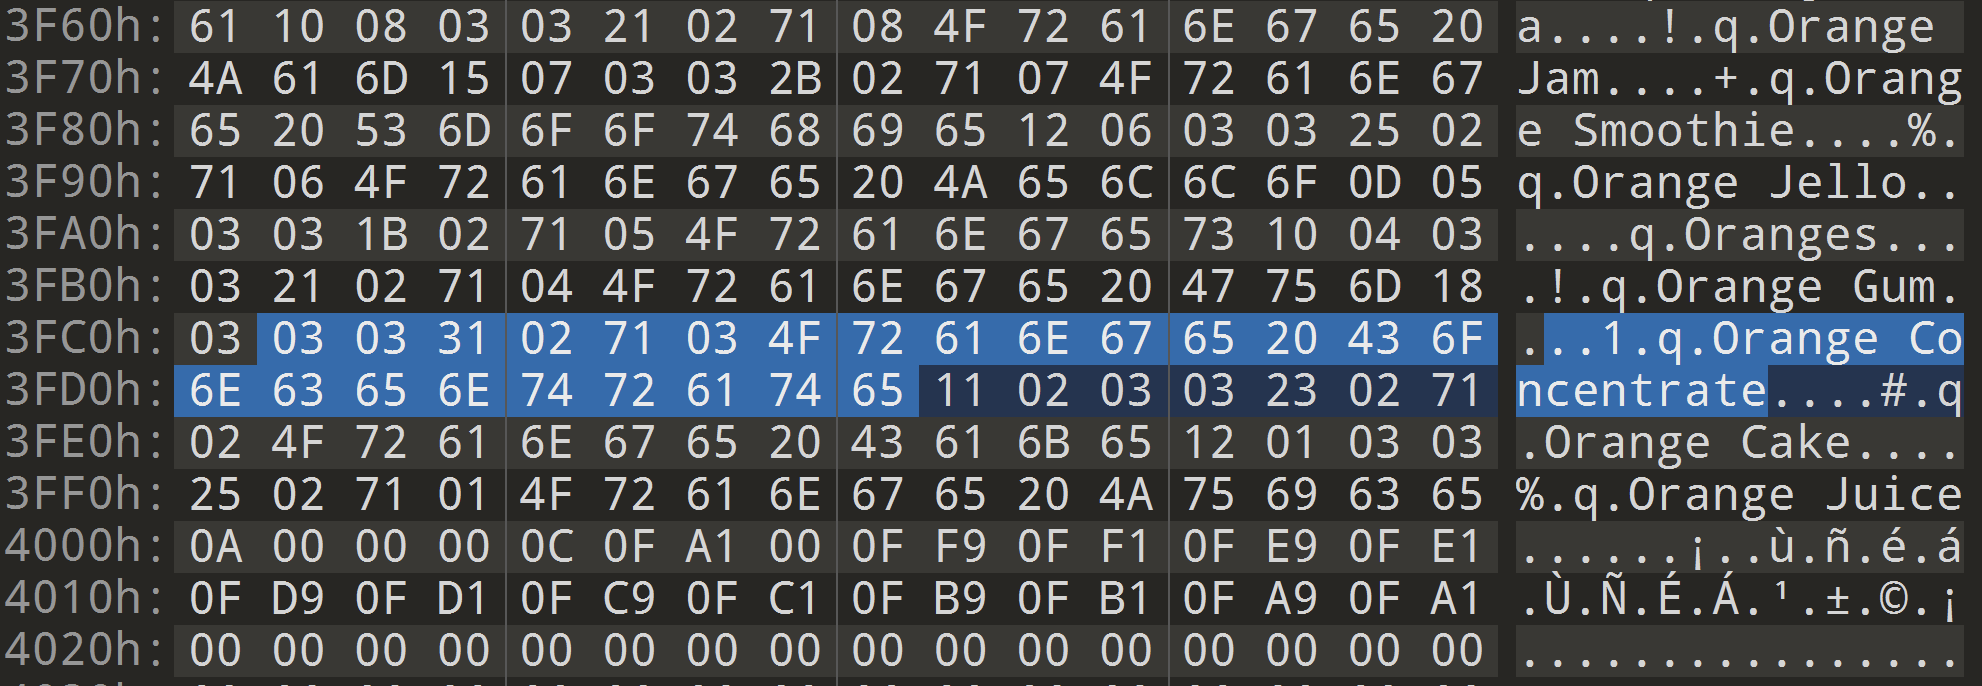 3F60h: 61 10 08 03 03 21 02 71 08 4F 72 61 6E 67 65 20 a....!.q.Orange
3F70h: 4A 61 6D 15 07 03 03 2B 02 71 07 4F 72 61 6E 67 Jam....+.q.Orang
3F80h: 65 20 53 6D 6F 6F 74 68 69 65 12 06 03 03 25 02 e Smoothie....%.
3F90h: 71 06 4F 72 61 6E 67 65 20 4A 65 6C 6C 6F 0D 05 q.Orange Jello..
3FA0h: 03 03 1B 02 71 05 4F 72 61 6E 67 65 73 10 04 03 ....q.Oranges...
3FB0h: 03 21 02 71 04 4F 72 61 6E 67 65 20 47 75 6D 18 .!.q.Orange Gum.
3FC0h: 03 03 03 31 02 71 03 4F 72 61 6E 67 65 20 43 6F ...1.q.Orange Co
3FD0h: 6E 63 65 6E 74 72 61 74 65 11 02 03 03 23 02 71 ncentrate....#.q
3FE0h: 02 4F 72 61 6E 67 65 20 43 61 6B 65 12 01 03 03 .Orange Cake....
3FF0h: 25 02 71 01 4F 72 61 6E 67 65 20 4A 75 69 63 65 %.q.Orange Juice
4000h: 0A 00 00 00 0C 0F A1 00 0F F9 0F F1 0F E9 0F E1 ......¡..ù.ñ.é.á
4010h: 0F D9 0F D1 0F C9 0F C1 0F B9 0F B1 0F A9 0F A1 .Ù.Ñ.É.Á.¹.±.©.¡
4020h: 00 00 00 00 00 00 00 00 00 00 00 00 00 00 00 00 ................